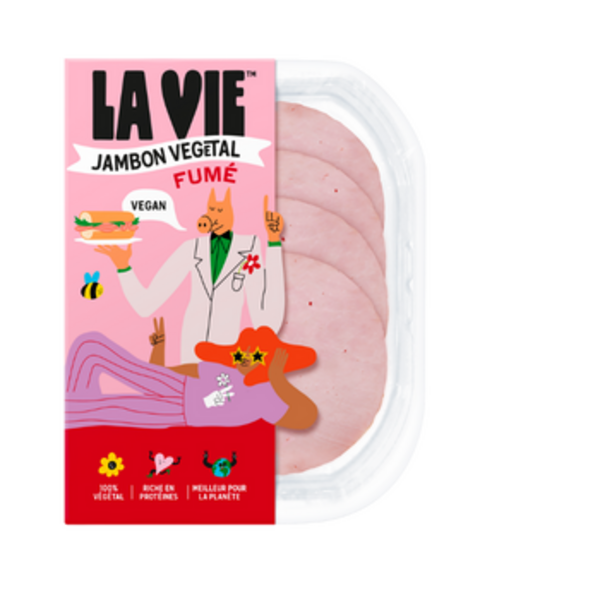 LA VIE™
JAMBON VEGETAL
FUMÉ
VEGAN
100% VÉGÉTAL
RICHE EN PROTÉINES
MEILLEUR POUR LA PLANÈTE